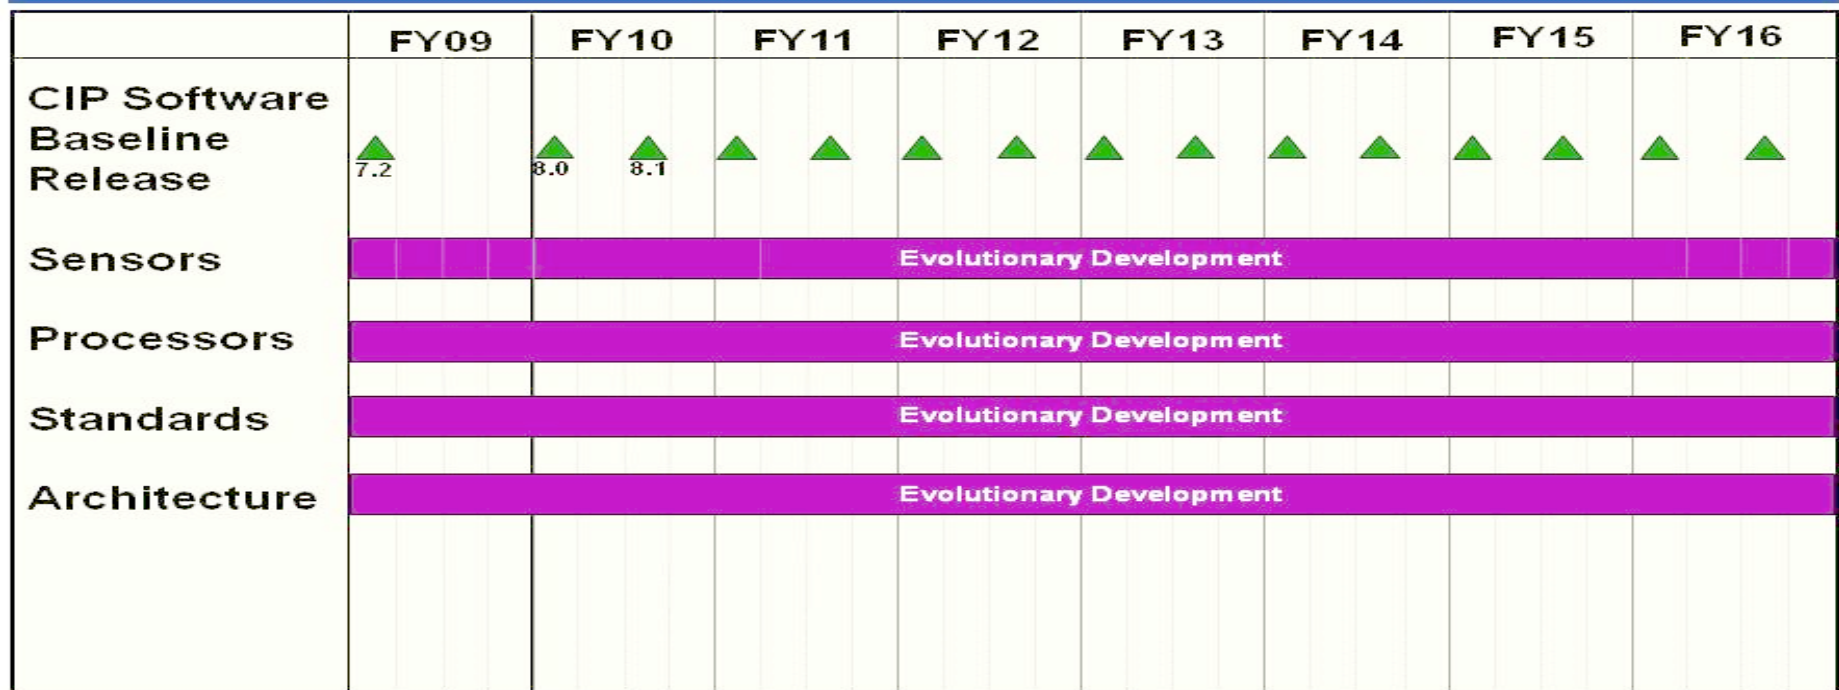 FY09 FY10 FY11 FY12 FY13 FY14 FY15 FY16
CIP Software
Baseline
Release
7.2 8.0 8.1
Sensors Evolutionary Development
Processors Evolutionary Development
Standards Evolutionary Development
Architecture Evolutionary Development